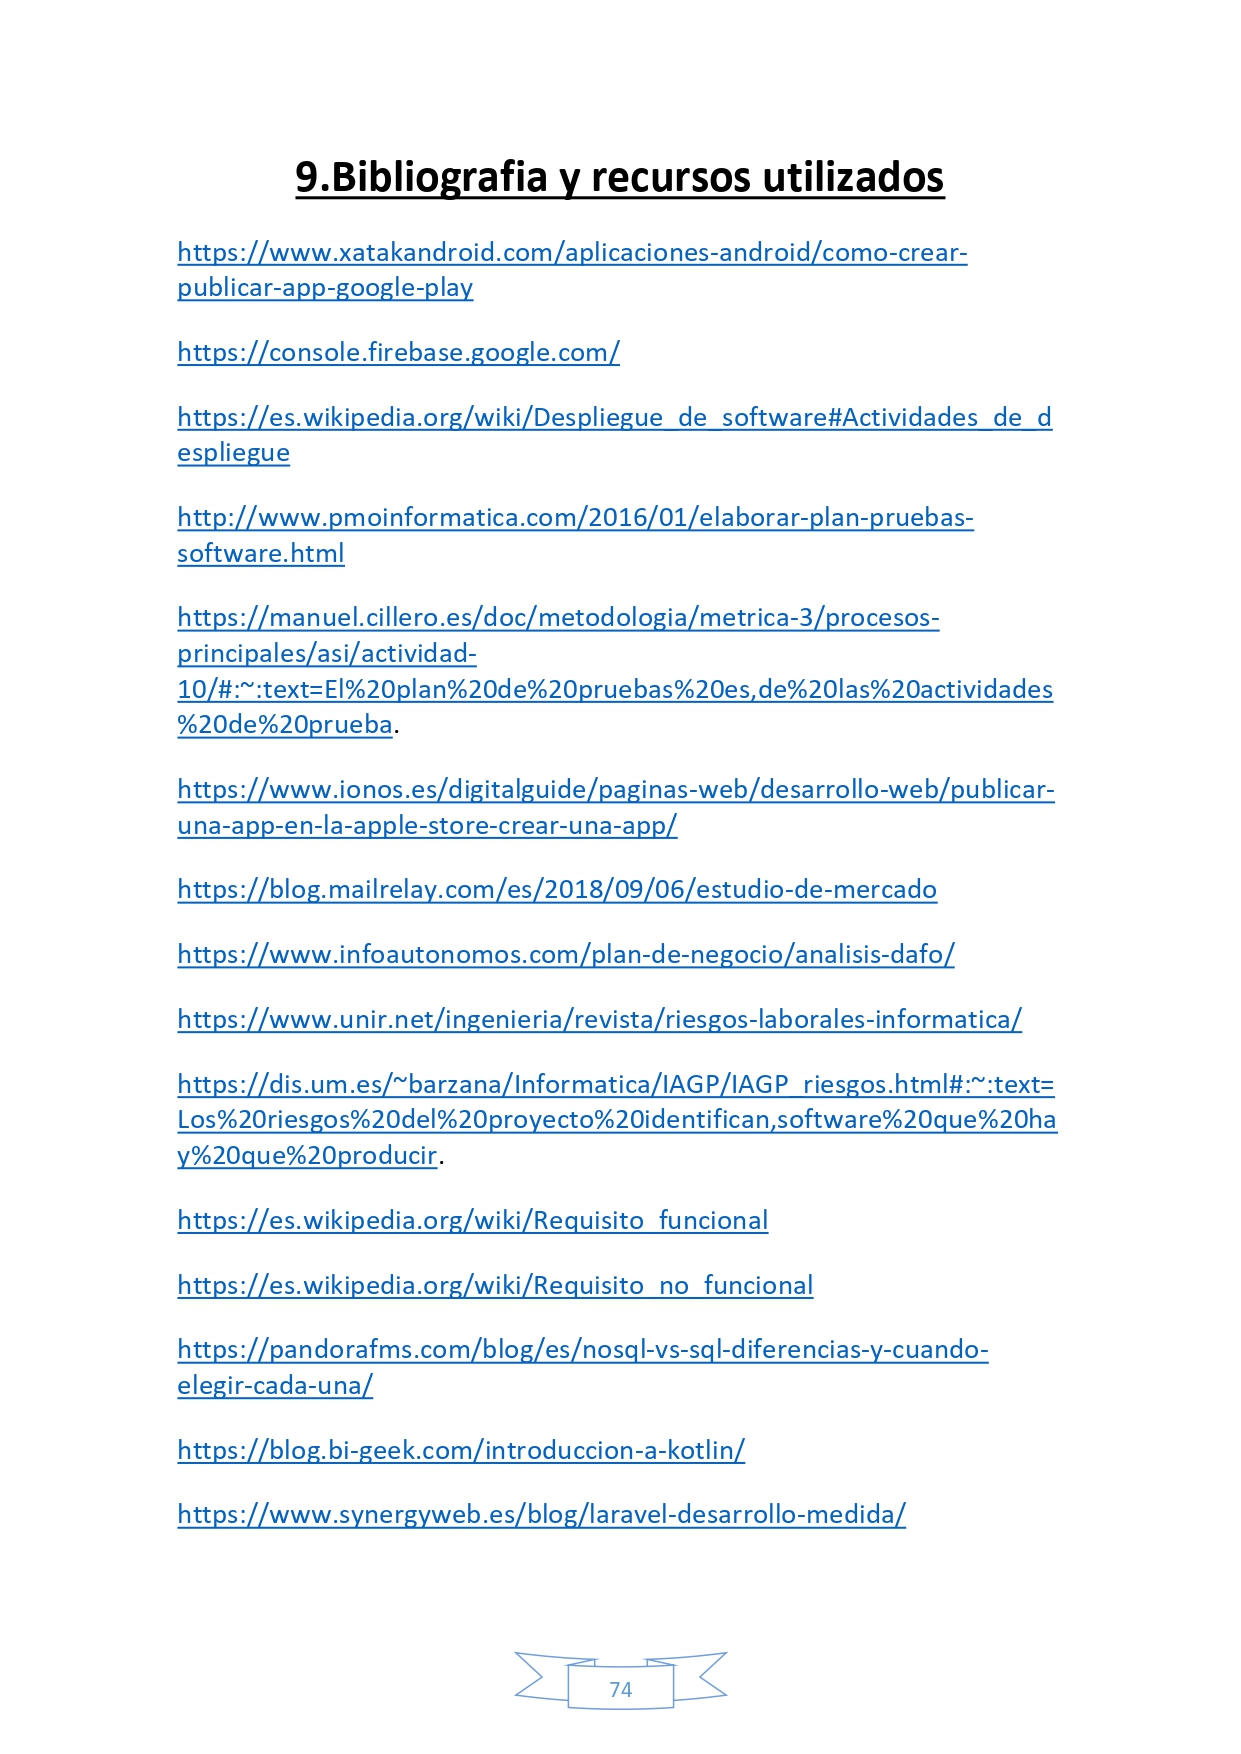 9.Bibliografia y recursos utilizados
https://www.xatakandroid.com/aplicaciones-android/como-crear-
publicar-app-google-play
https://console.firebase.google.com/
https://es.wikipedia.org/wiki/Despliegue_de_software#Actividades_de_d
espliegue
http://www.pmoinformatica.com/2016/01/elaborar-plan-pruebas-
software.html
https://manuel.cillero.es/doc/metodologia/metrica-3/procesos-
principales/asi/actividad-
10/#:~:text=El%20plan%20de%20pruebas%20es,de%20las%20actividades
%20de%20prueba.
https://www.ionos.es/digitalguide/paginas-web/desarrollo-web/publicar-
una-app-en-la-apple-store-crear-una-app/
https://blog.mailrelay.com/es/2018/09/06/estudio-de-mercado
https://www.infoautonomos.com/plan-de-negocio/analisis-dafo/
https://www.unir.net/ingenieria/revista/riesgos-laborales-informatica/
https://dis.um.es/~barzana/Informatica/IAGP/IAGP_riesgos.html#:~:text=
Los%20riesgos%20del%20proyecto%20identifican,software%20que%20ha
y%20que%20producir.
https://es.wikipedia.org/wiki/Requisito_funcional
https://es.wikipedia.org/wiki/Requisito_no_funcional
https://pandorafms.com/blog/es/nosql-vs-sql-diferencias-y-cuando-
elegir-cada-una/
https://blog.bi-geek.com/introduccion-a-kotlin/
https://www.synergyweb.es/blog/laravel-desarrollo-medida/
74